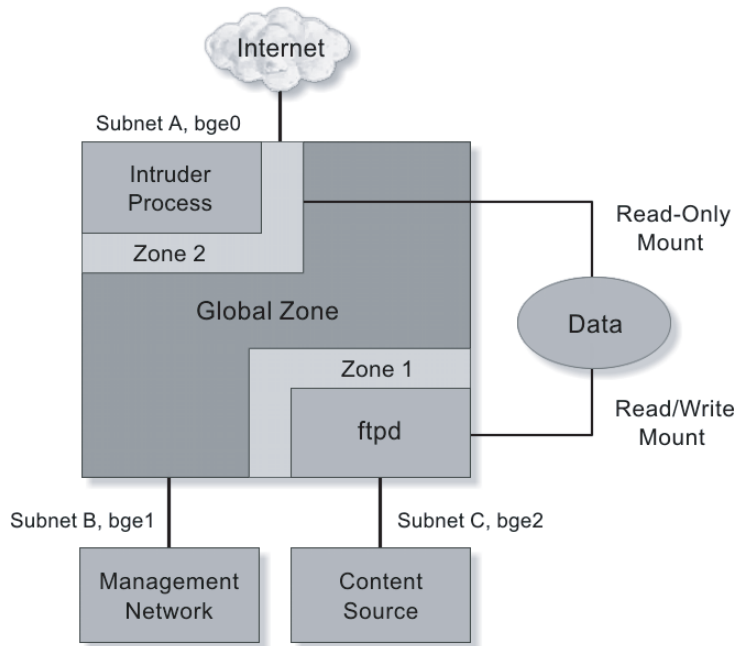 Internet
Subnet A, bge0
Intruder
Process
Zone 2
Read-Only
Mount
Global Zone
Data
Zone 1
ftpd
Read/Write
Mount
Subnet B, bge1
Subnet C, bge2
Management
Network
Content
Source